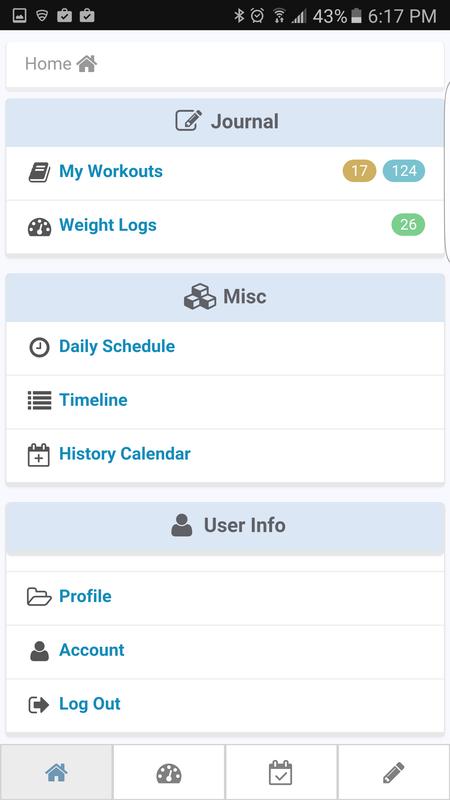 43% 6:17 PM
Home
Journal
My Workouts 17 124
Weight Logs 26
Misc
Daily Schedule
Timeline
History Calendar
User Info
Profile
Account
Log Out